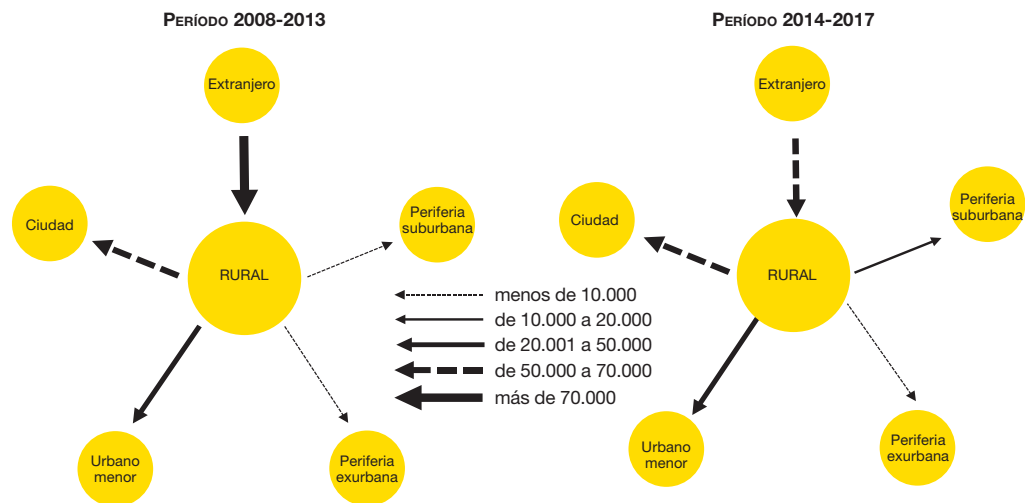 PERÍODO 2008-2013
Extranjero
Ciudad
Periferia
suburbana
RURAL
Urbano
menor
Periferia
exurbana
menos de 10.000
de 10.000 a 20.000
de 20.001 a 50.000
de 50.000 a 70.000
más de 70.000
PERÍODO 2014-2017
Extranjero
Ciudad
Periferia
suburbana
RURAL
Urbano
menor
Periferia
exurbana